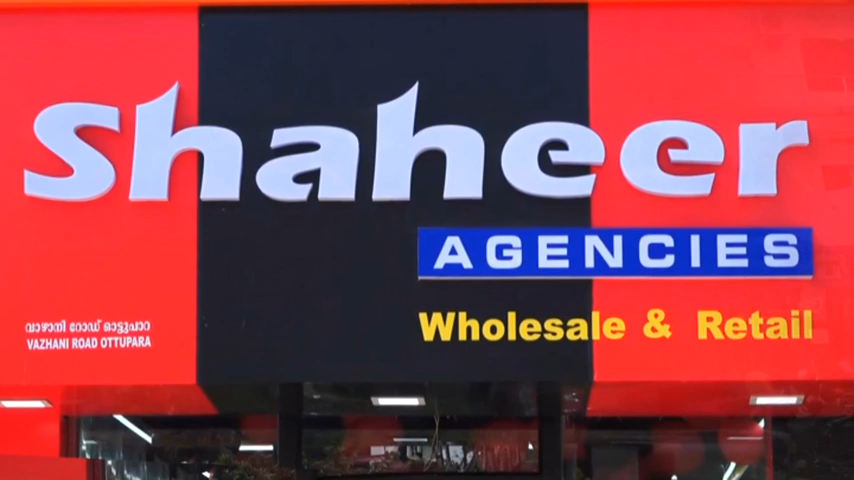 Shaheer
AGENCIES
Wholesale & Retail
വാഴാനി റോഡ് ഓട്ടുപാറ
VAZHANI ROAD OTTUPARA